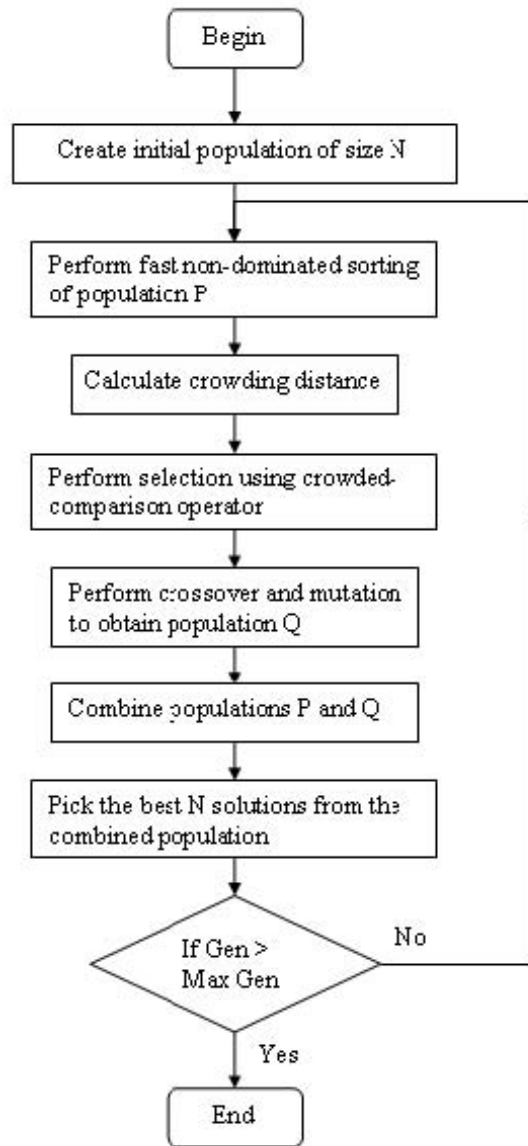 Begin
Create initial population of size N
Perform fast non-dominated sorting
of population P
Calculate crowding distance
Perform selection using crowded-
comparison operator
Perform crossover and mutation
to obtain population Q
Combine populations P and Q
Pick the best N solutions from the
combined population
If Gen >
Max Gen
No
Yes
End